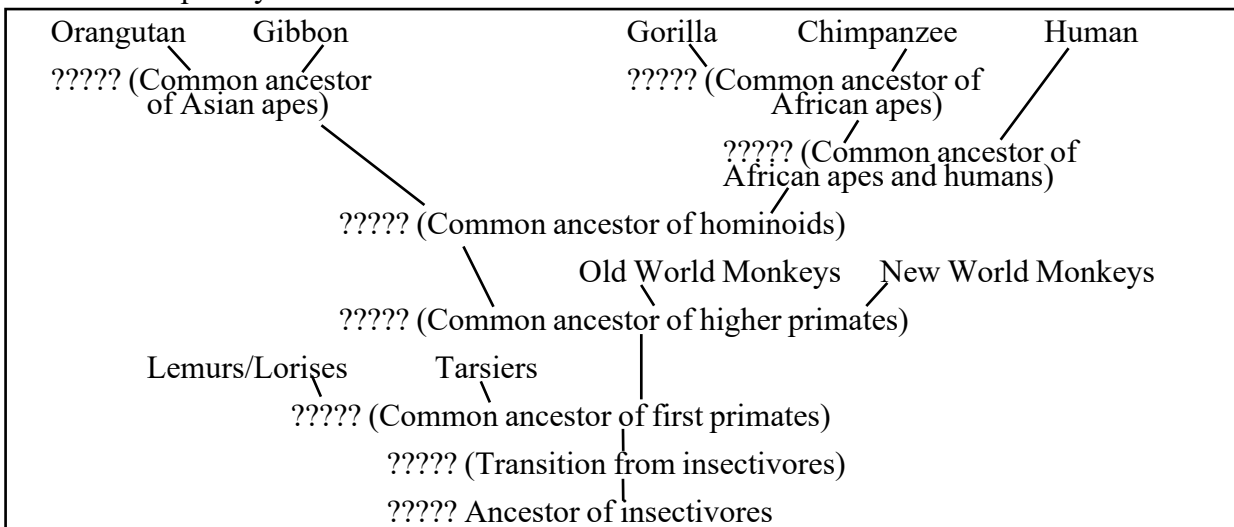 Orangutan Gibbon Gorilla Chimpanzee Human
????? (Common ancestor ????? (Common ancestor of
of Asian apes) African apes)
????? (Common ancestor of
African apes and humans)
????? (Common ancestor of hominoids)
Old World Monkeys New World Monkeys
????? (Common ancestor of higher primates)
Lemurs/Lorises Tarsiers
????? (Common ancestor of first primates)
????? (Transition from insectivores)
????? Ancestor of insectivores